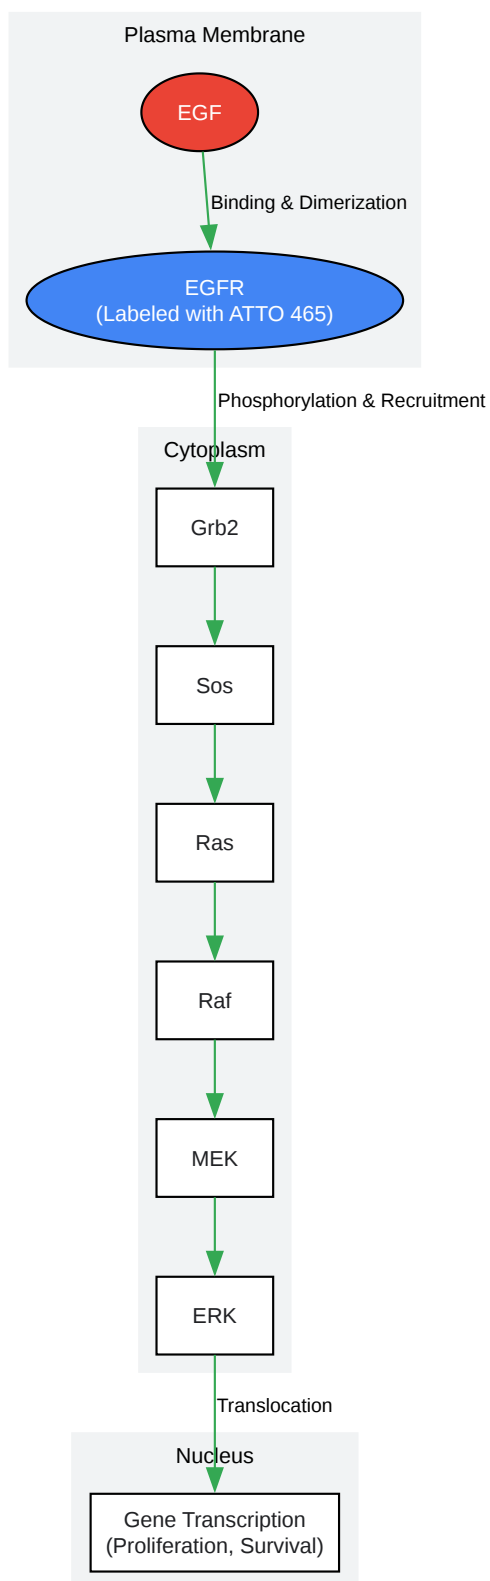 Plasma Membrane
EGF
Binding & Dimerization
EGFR
(Labeled with ATTO 465)
Phosphorylation & Recruitment
Cytoplasm
Grb2
Sos
Ras
Raf
MEK
ERK
Translocation
Nucleus
Gene Transcription
(Proliferation, Survival)